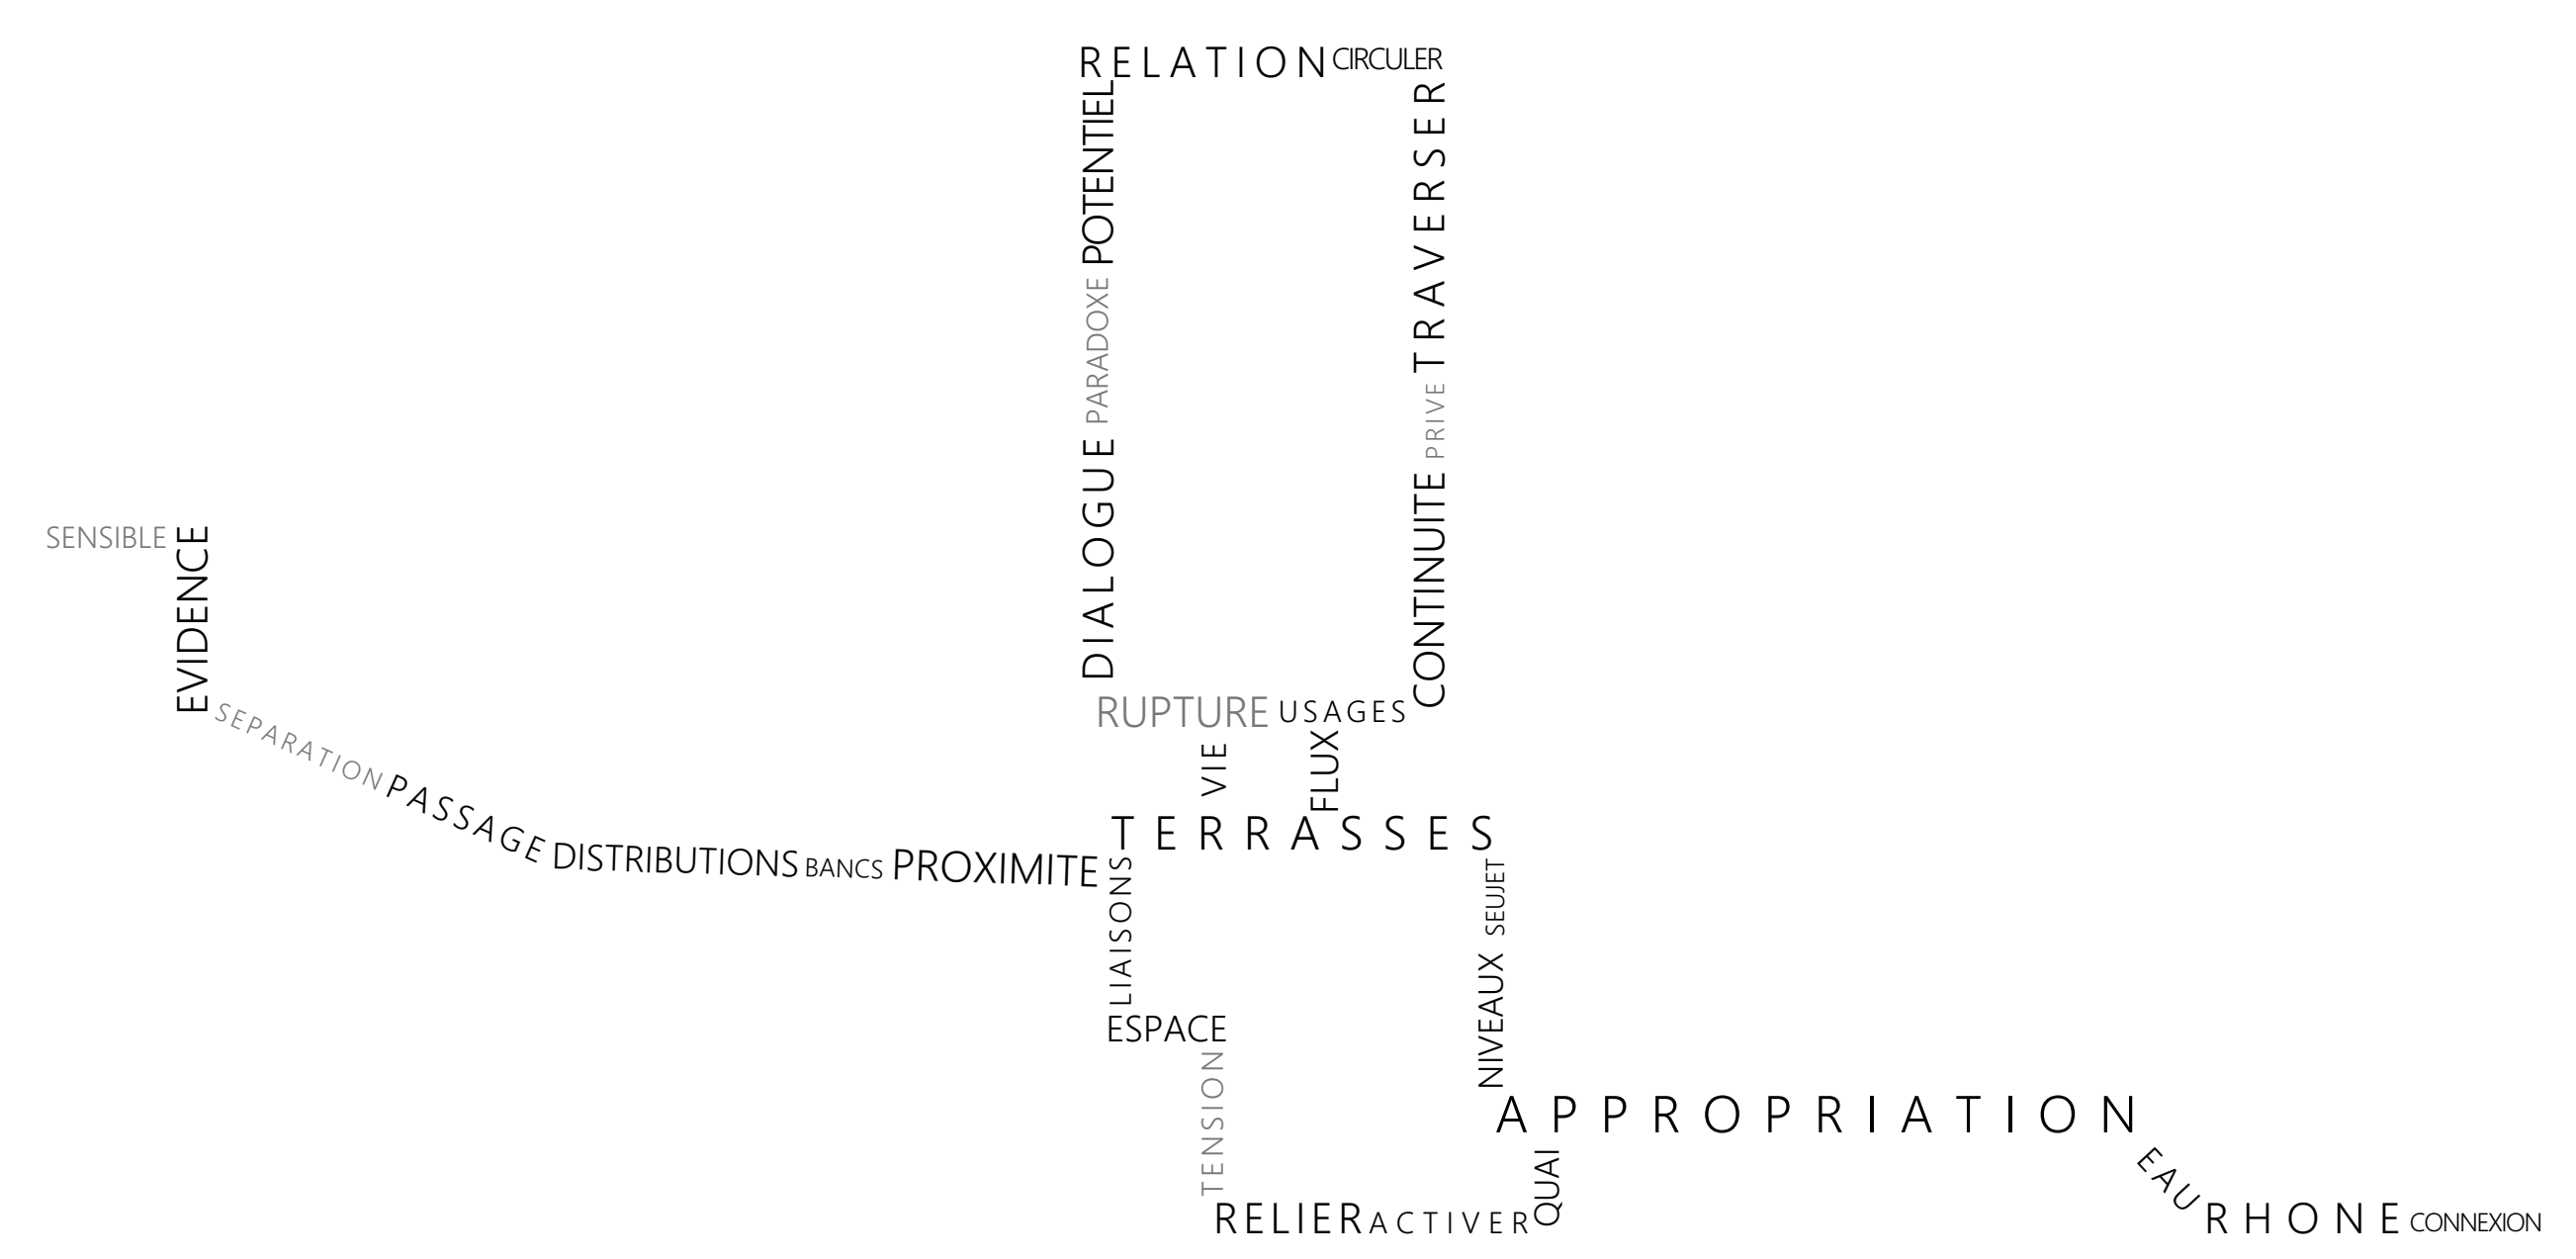 RELATION CIRCULER
POTENTIEL
TRAVERSER
PARADOXE
PRIVE
DIALOGUE
CONTINUITE
SENSIBLE
EVIDENCE
SEPARATION PASSAGE DISTRIBUTIONS BANCS PROXIMITE
RUPTURE USAGES
VIE
FLUX
TERRASSES
LIAISONS
SEUJET
NIVEAUX
ESPACE
TENSION
APPROPRIATION
QUAI
EAU
RELIER ACTIVER
RHONE CONNEXION